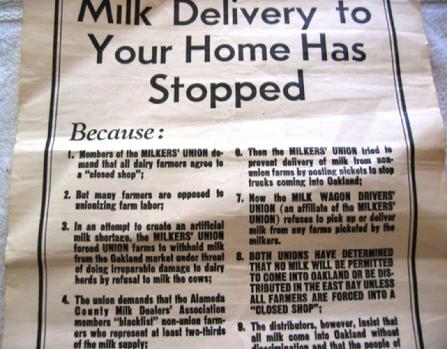 Milk Delivery to
Your Home Has
Stopped
Because:
1. Members of the MILKERS' UNION de-
mand that all dairy farmers agree to
a "closed shop";
2. But many farmers are opposed to
unionizing farm labor;
3. In an attempt to create an artificial
milk shortage, the MILKERS' UNION
forced UNION farms to withhold milk
from the Oakland market under threat
of doing irreparable damage to dairy
herds by refusal to milk the cows;
4. The union demands that the Alameda
County Milk Dealers' Association
members "blacklist" non-union farm-
ers who represent at least two-thirds
of the milk supply;
6. Then the MILKERS' UNION tried to
prevent delivery of milk from non-
union farms by posting pickets to stop
trucks coming into Oakland;
7. Now the MILK WAGON DRIVERS'
UNION (an affiliate of the MILKERS'
UNION) refuses to pick up or deliver
milk from any farms picketed by the
milkers.
8. BOTH UNIONS HAVE DETERMINED
THAT NO MILK WILL BE PERMITTED
TO COME INTO OAKLAND OR BE DIS-
TRIBUTED IN THE EAST BAY UNLESS
ALL FARMERS ARE FORCED INTO A
"CLOSED SHOP";
9. The distributors, however, insist that
all milk come into Oakland without
discrimination and that the people of